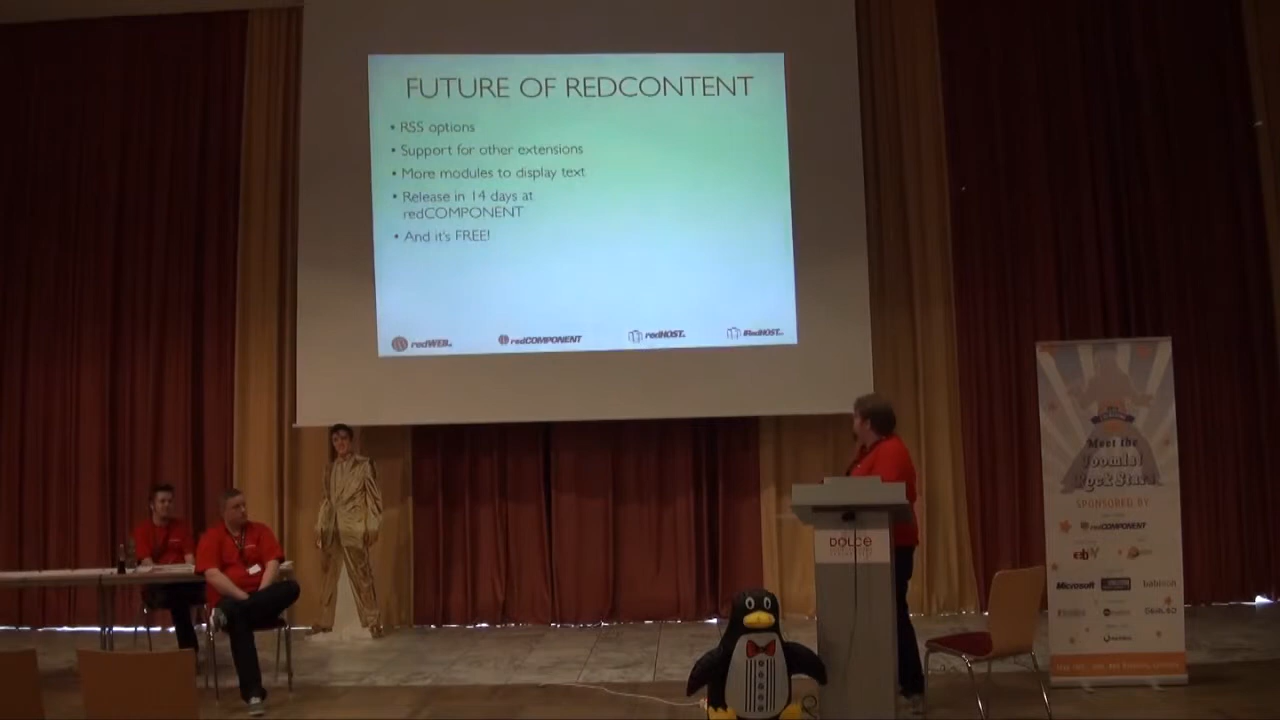 FUTURE OF REDCONTENT
• RSS options
• Support for other extensions
• More modules to display text
• Release in 14 days at
redCOMPONENT
• And it's FREE!
redWEB
redCOMPONENT
redHOST
DOLCE
Meet the
Joomla!
Rock Stars
SPONSORED BY
redCOMPONENT
Microsoft